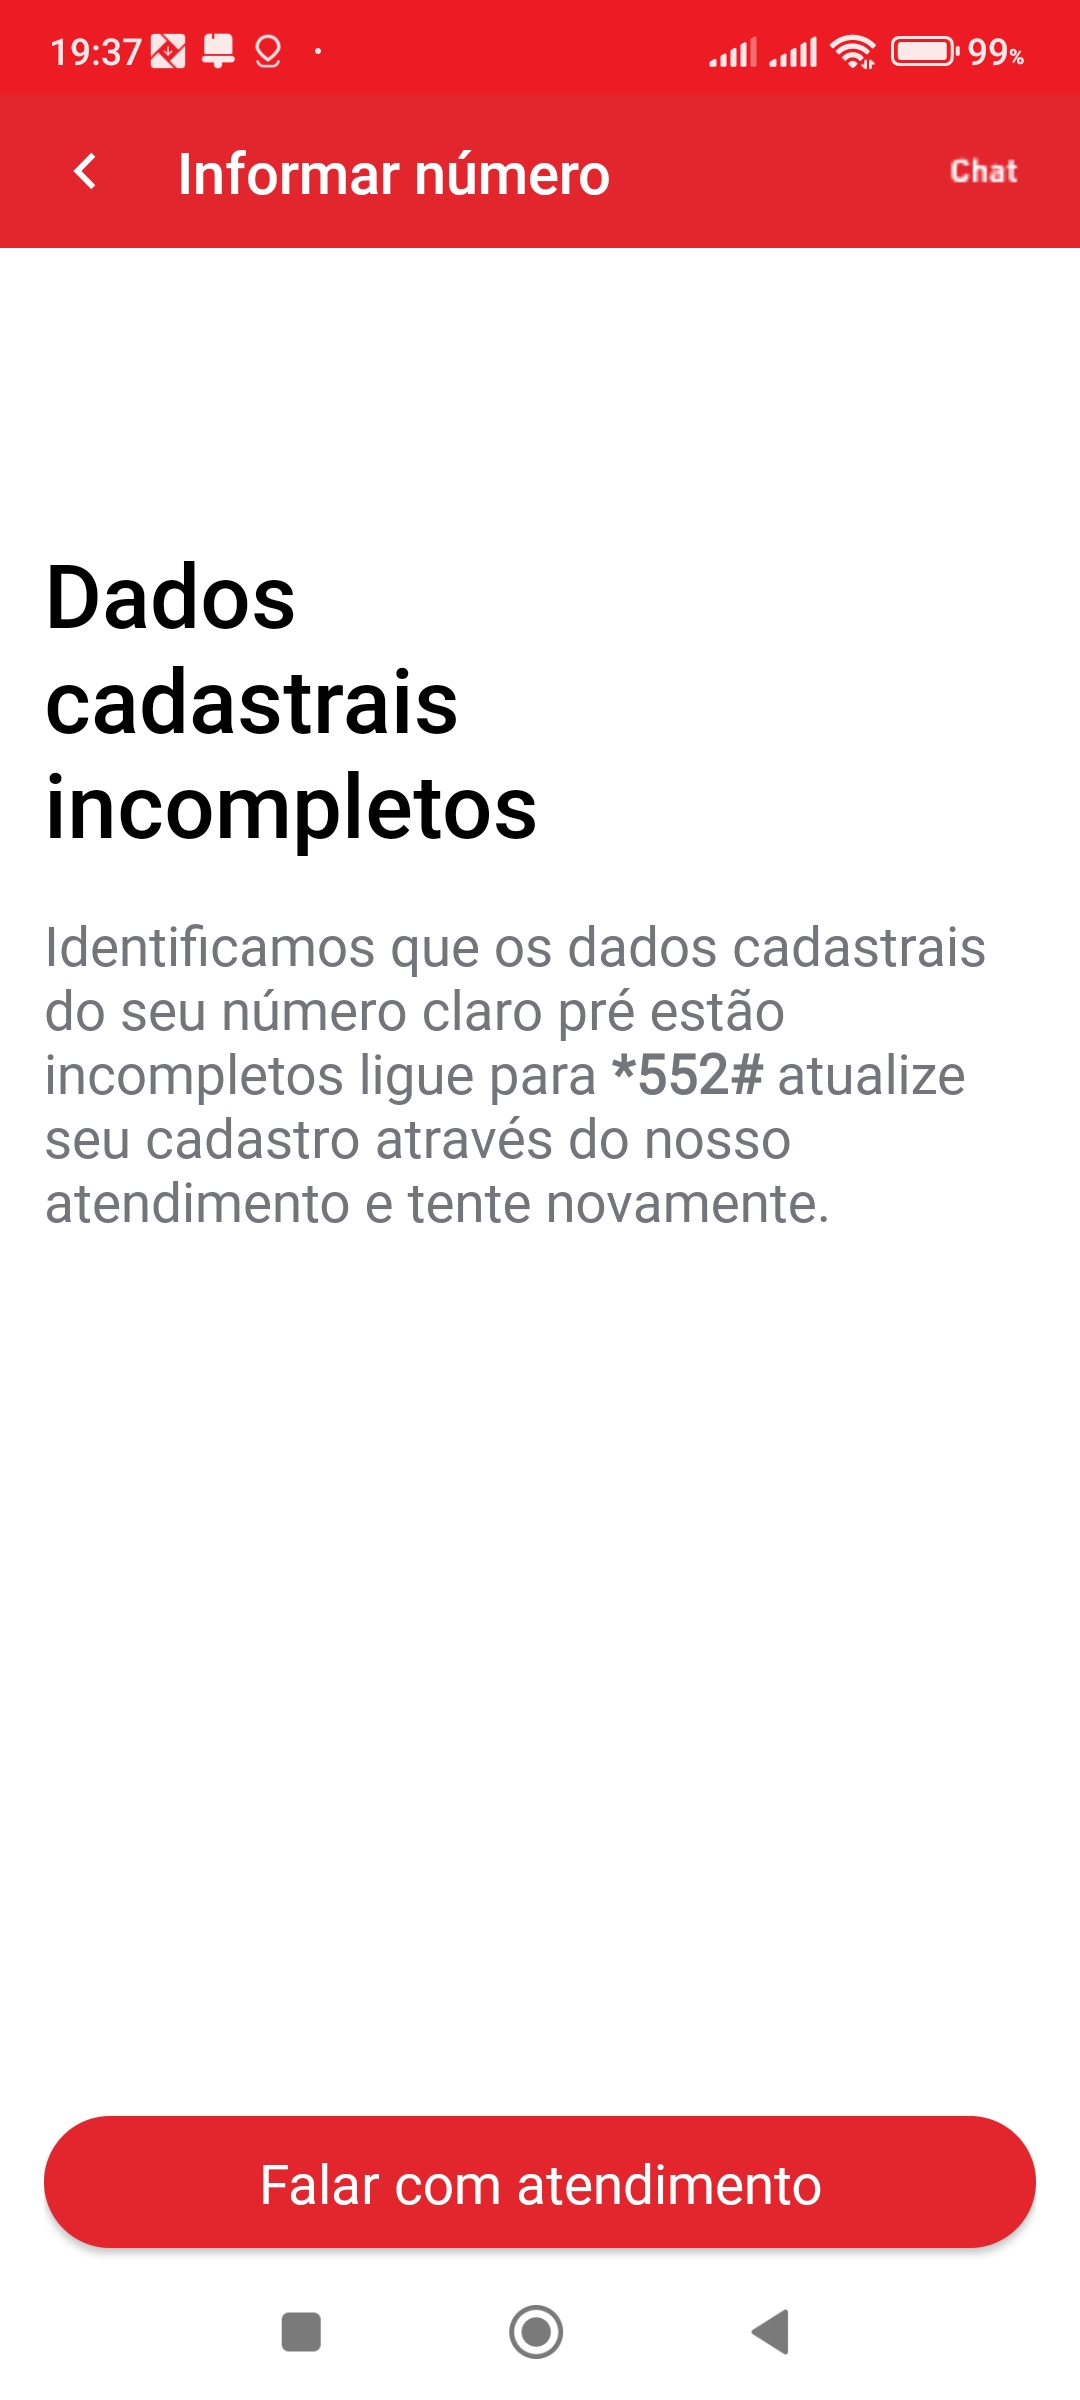 19:37 99%
Informar número Chat
Dados
cadastrais
incompletos
Identificamos que os dados cadastrais
do seu número claro pré estão
incompletos ligue para *552# atualize
seu cadastro através do nosso
atendimento e tente novamente.
Falar com atendimento